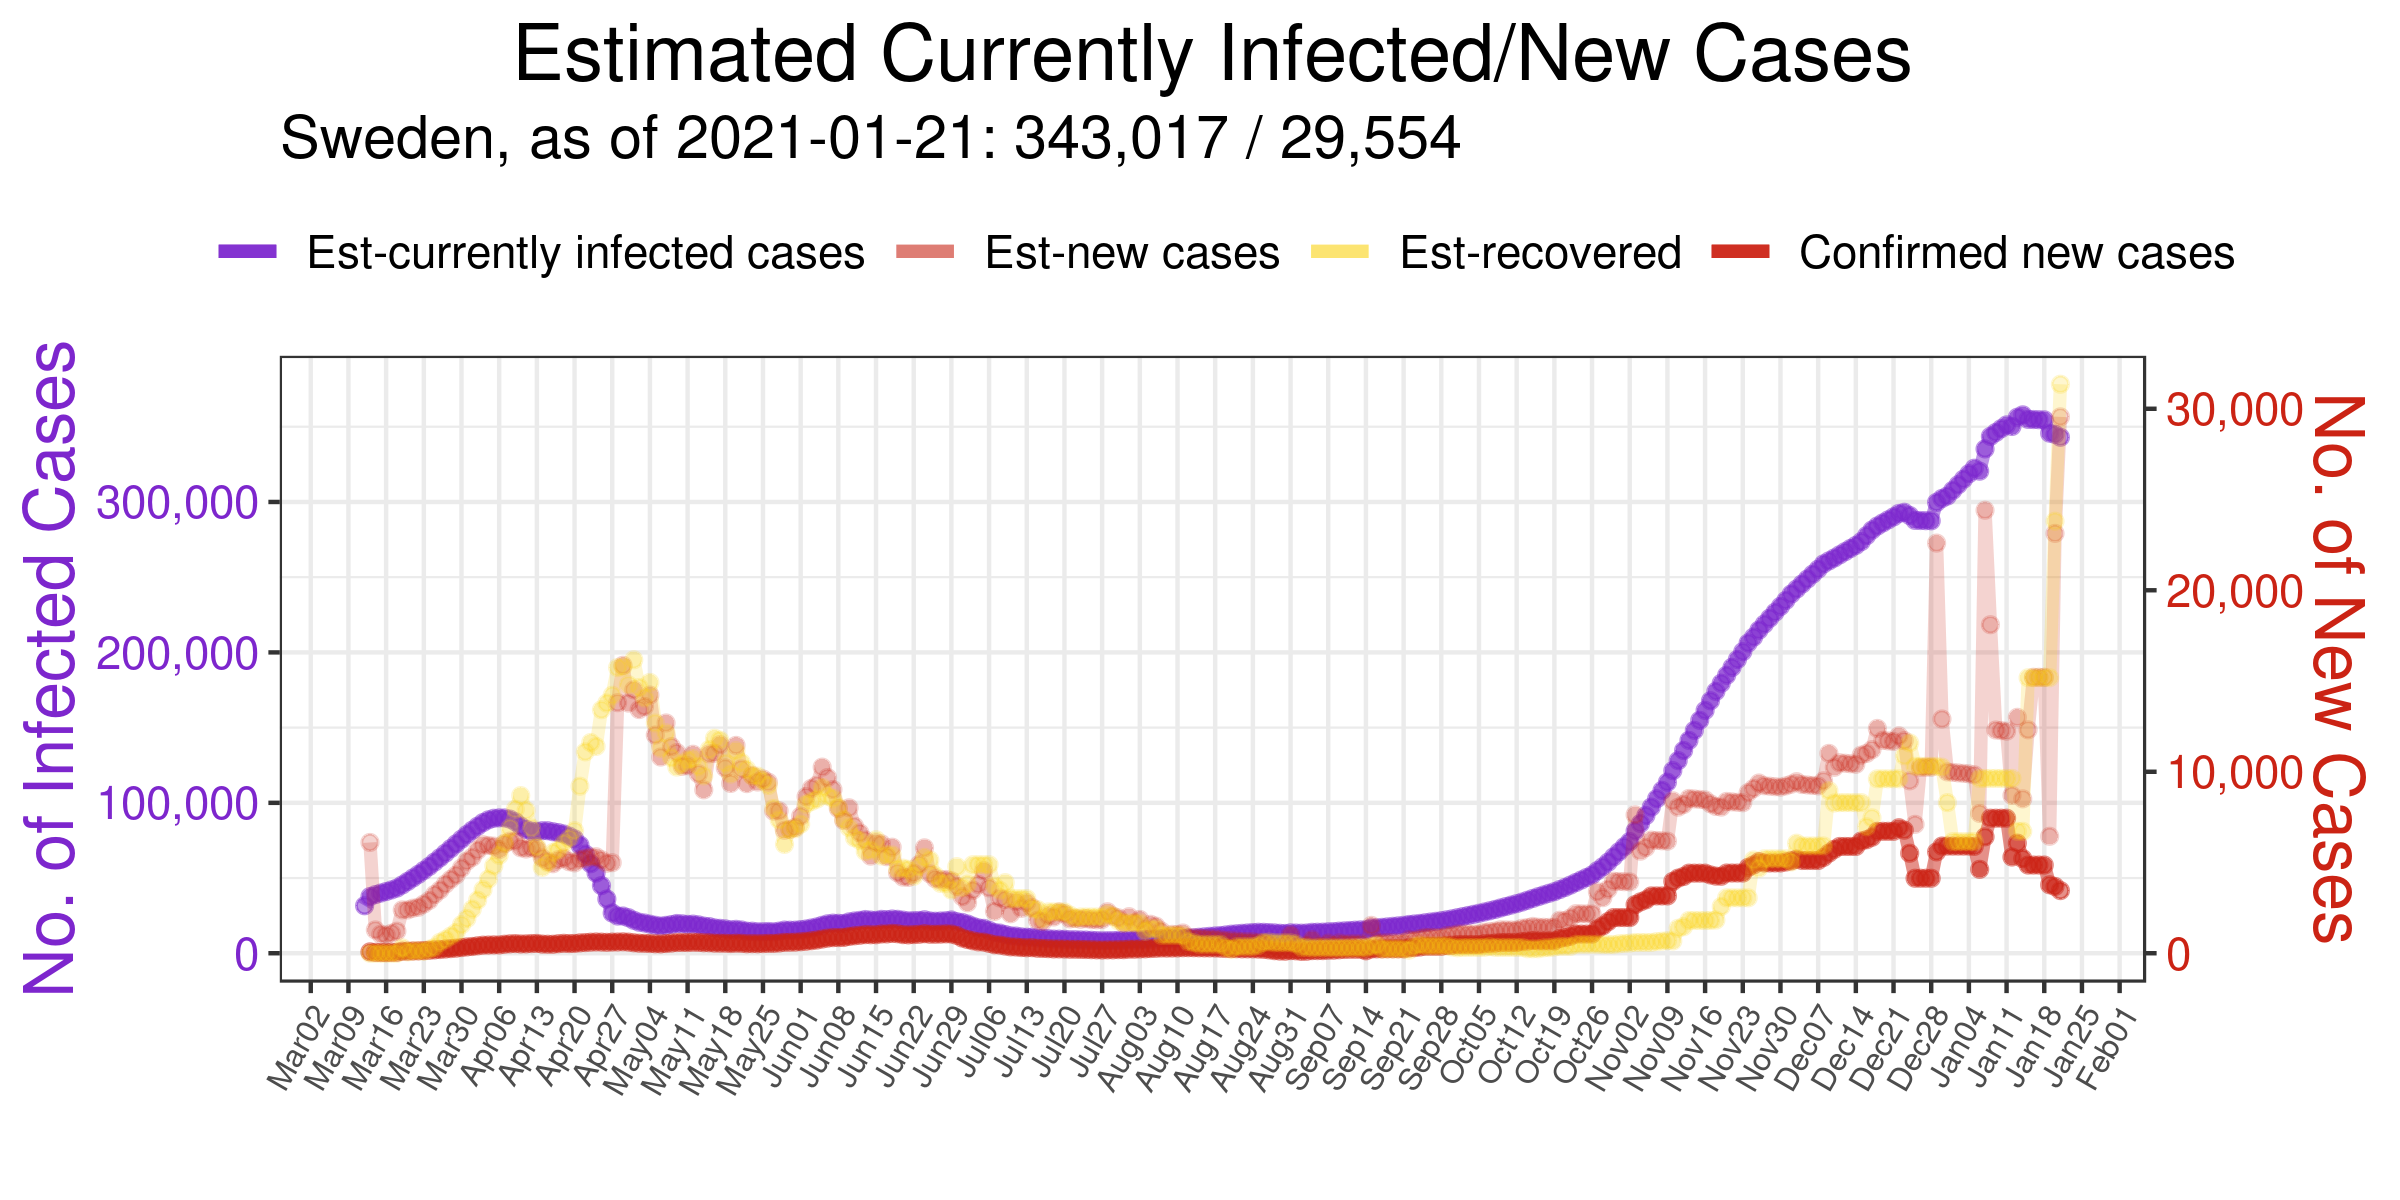 Estimated Currently Infected/New Cases
Sweden, as of 2021-01-21: 343,017 / 29,554
Est-currently infected cases Est-new cases Est-recovered Confirmed new cases
No. of Infected Cases
300,000
200,000
100,000
0
30,000
20,000
10,000
0
No. of New Cases
Mar02 Mar09 Mar16 Mar23 Mar30 Apr06 Apr13 Apr20 Apr27 May04 May11 May18 May25 Jun01 Jun08 Jun15 Jun22 Jun29 Jul06 Jul13 Jul20 Jul27 Aug03 Aug10 Aug17 Aug24 Aug31 Sep07 Sep14 Sep21 Sep28 Oct05 Oct12 Oct19 Oct26 Nov02 Nov09 Nov16 Nov23 Nov30 Dec07 Dec14 Dec21 Dec28 Jan04 Jan11 Jan18 Jan25 Feb01